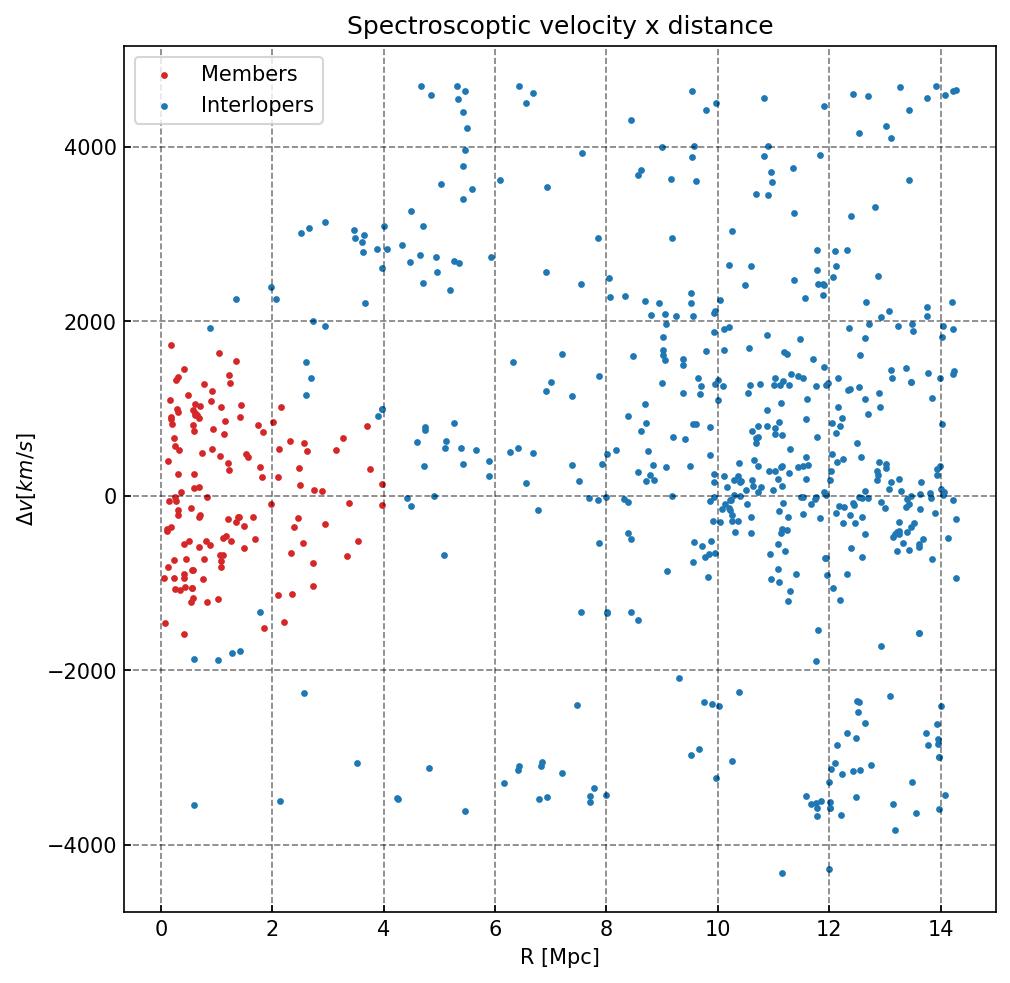 Spectroscoptic velocity x distance
Members
Interlopers
4000
2000
0
−2000
−4000
Δv[km/s]
0 2 4 6 8 10 12 14
R [Mpc]